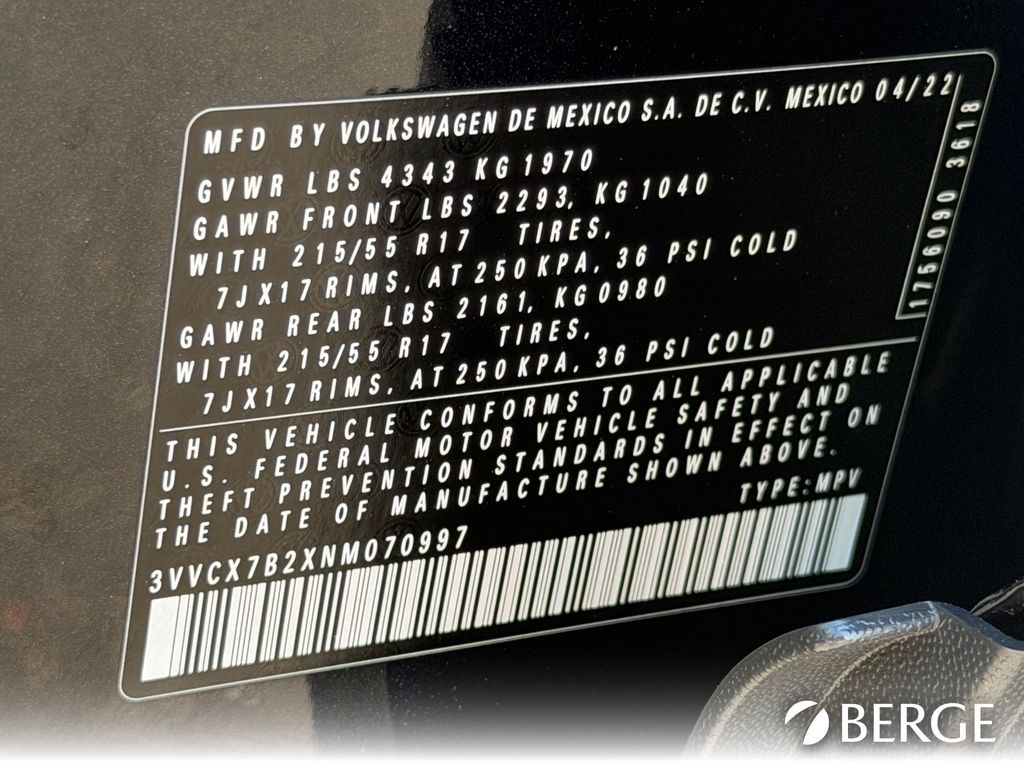 MFD BY VOLKSWAGEN DE MEXICO S.A. DE C.V. MEXICO 04/22
GVWR LBS 4343 KG 1970
GAWR FRONT LBS 2293, KG 1040
WITH 215/55 R17 TIRES,
7JX17 RIMS, AT 250 KPA, 36 PSI COLD
GAWR REAR LBS 2161, KG 0980
WITH 215/55 R17 TIRES,
7JX17 RIMS, AT 250 KPA, 36 PSI COLD
1756090 3618
THIS VEHICLE CONFORMS TO ALL APPLICABLE
U.S. FEDERAL MOTOR VEHICLE SAFETY AND
THEFT PREVENTION STANDARDS IN EFFECT ON
THE DATE OF MANUFACTURE SHOWN ABOVE.
TYPE: MPV
3VVCX7B2XNM070997
BERGE